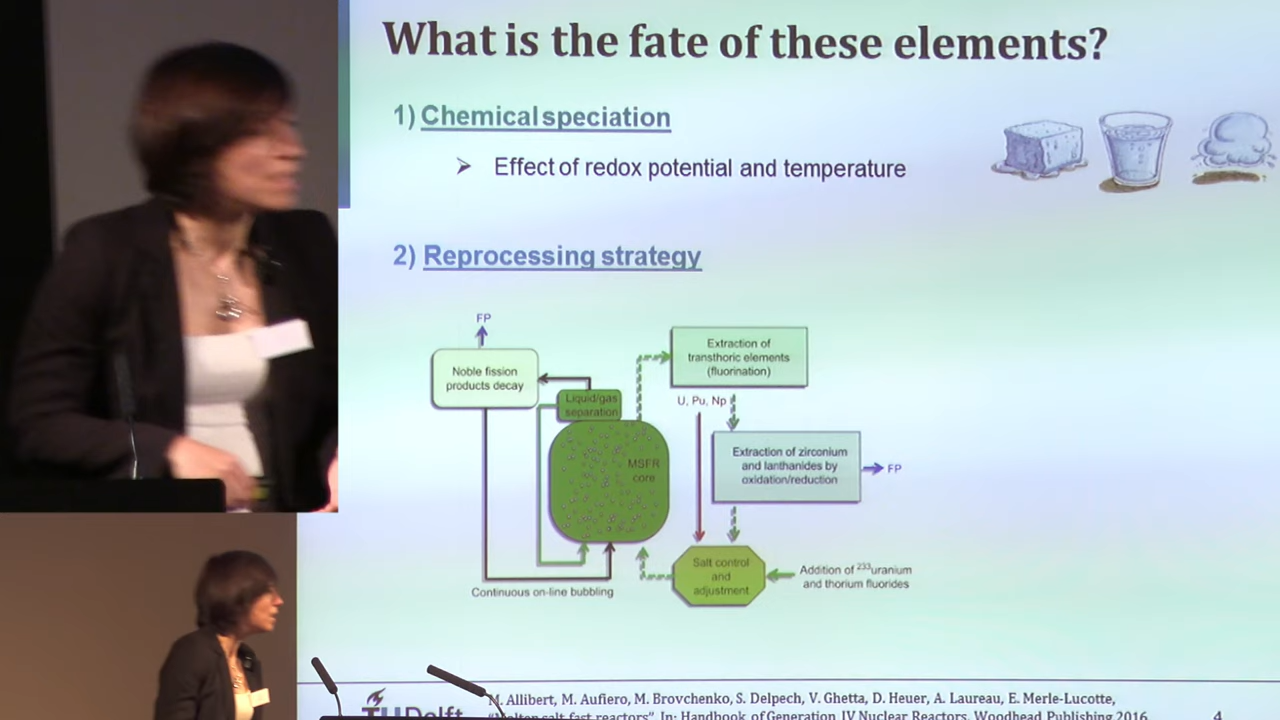 What is the fate of these elements?
1) Chemical speciation
➢ Effect of redox potential and temperature
2) Reprocessing strategy
FP
Noble fission
products decay
Liquid/gas
separation
MSFR
core
Continuous on-line bubbling
Extraction of
transthoric elements
(fluorination)
U, Pu, Np
Extraction of zirconium
and lanthanides by
oxidation/reduction
FP
Salt control
and
adjustment
Addition of ²³³uranium
and thorium fluorides
TUDelft
M. Allibert, M. Aufiero, M. Brovchenko, S. Delpech, V. Ghetta, D. Heuer, A. Laureau, E. Merle-Lucotte,
"Molten salt fast reactors". In: Handbook of Generation IV Nuclear Reactors, Woodhead Publishing 2016
4